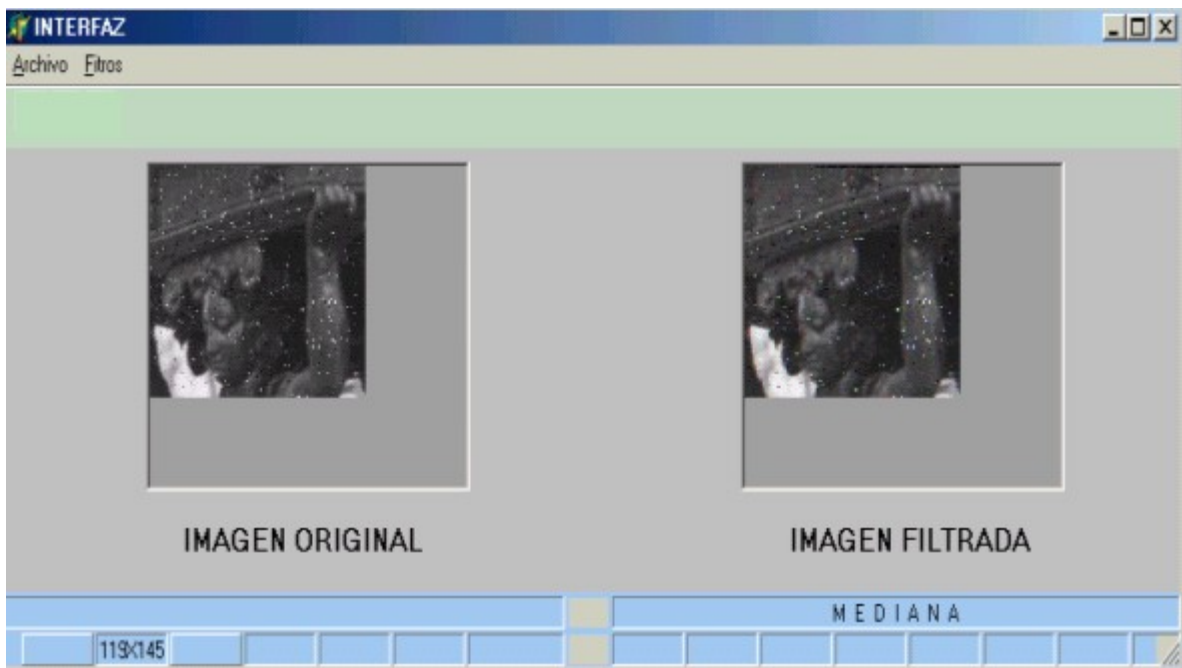 INTERFAZ
Archivo Fitros
IMAGEN ORIGINAL
IMAGEN FILTRADA
MEDIANA
119X145